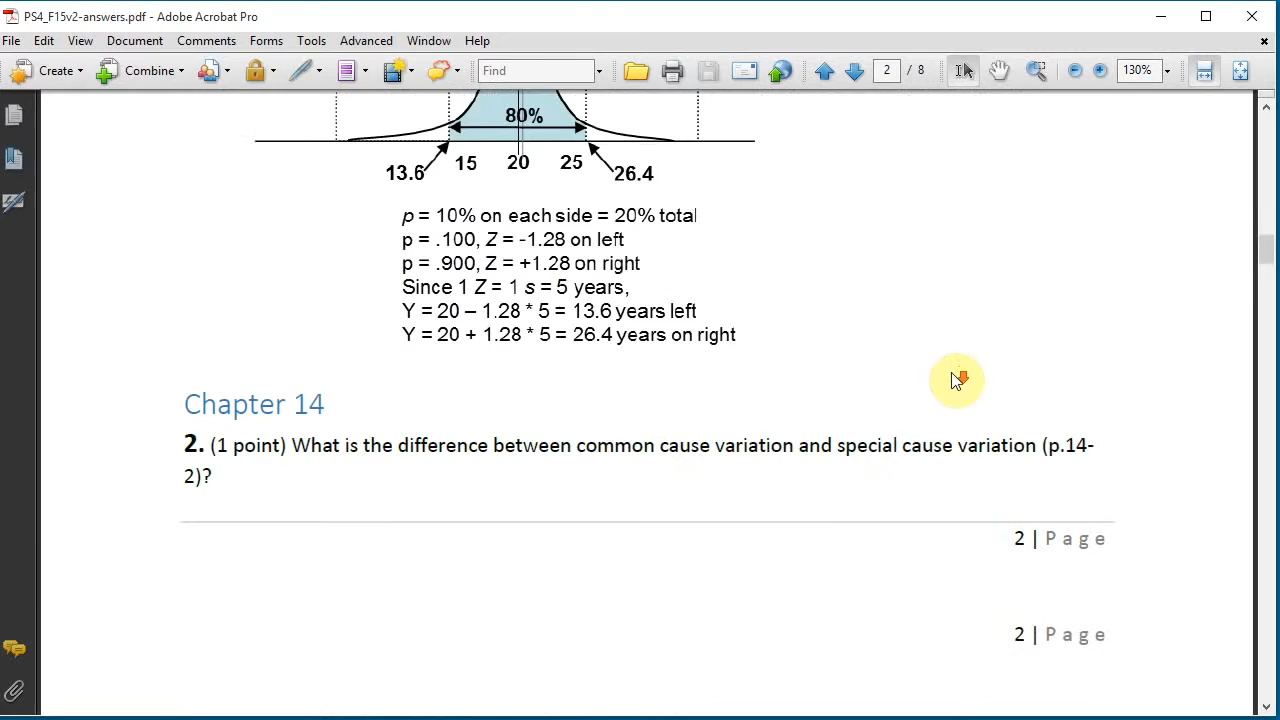 PS4_F15v2-answers.pdf - Adobe Acrobat Pro
File Edit View Document Comments Forms Tools Advanced Window Help
Create Combine Find 2 / 8 130%
80%
13.6 15 20 25 26.4
p = 10% on each side = 20% total
p = .100, Z = -1.28 on left
p = .900, Z = +1.28 on right
Since 1 Z = 1 s = 5 years,
Y = 20 – 1.28 * 5 = 13.6 years left
Y = 20 + 1.28 * 5 = 26.4 years on right
Chapter 14
2. (1 point) What is the difference between common cause variation and special cause variation (p.14-
2)?
2 | Page
2 | Page